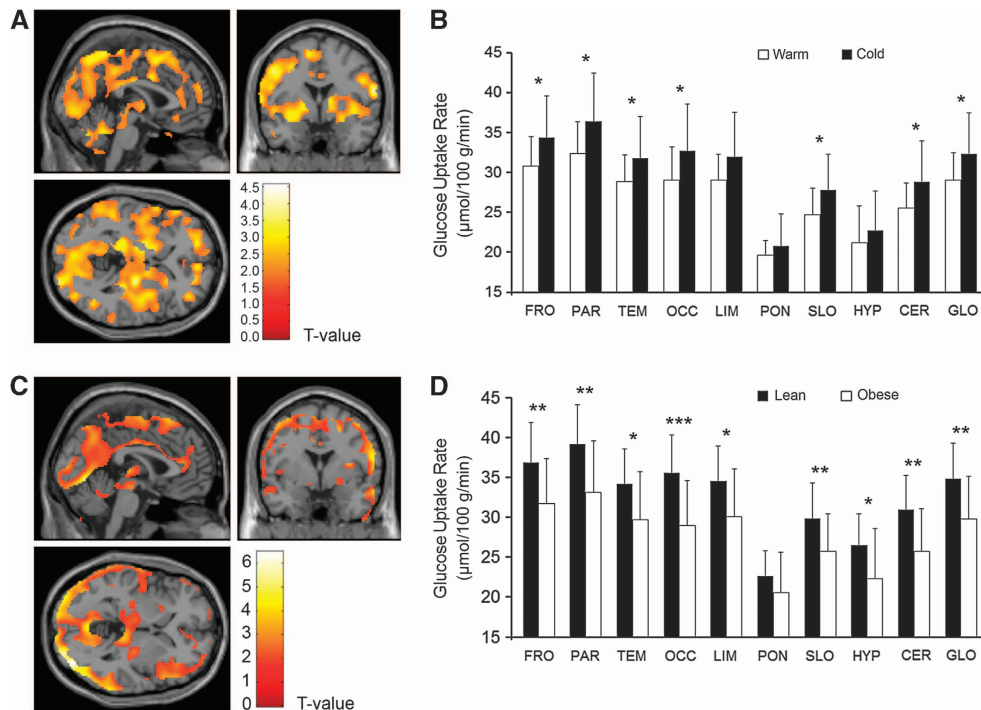 A
4.5
4.0
3.5
3.0
2.5
2.0
1.5
1.0
0.5
0.0
T-value
B
Warm Cold
Glucose Uptake Rate
(µmol/100 g/min)
45
40
35
30
25
20
15
* * * * * * *
FRO PAR TEM OCC LIM PON SLO HYP CER GLO
C
6
5
4
3
2
1
0
T-value
D
Lean Obese
Glucose Uptake Rate
(µmol/100 g/min)
45
40
35
30
25
20
15
** ** * *** * ** * ** **
FRO PAR TEM OCC LIM PON SLO HYP CER GLO